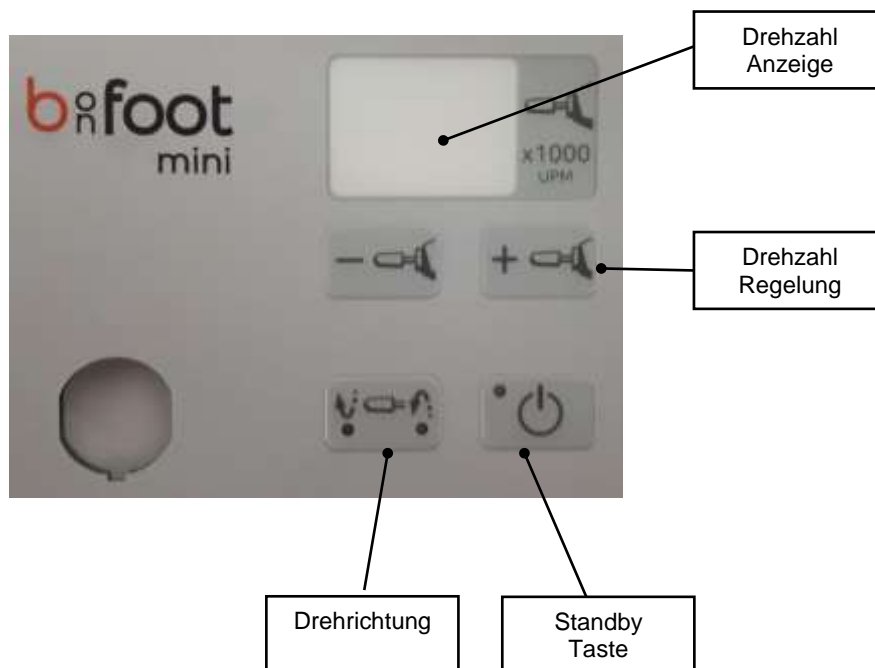 Drehzahl
Anzeige
b on foot
mini
x1000
UPM
- +
Drehzahl
Regelung
Drehrichtung
Standby
Taste